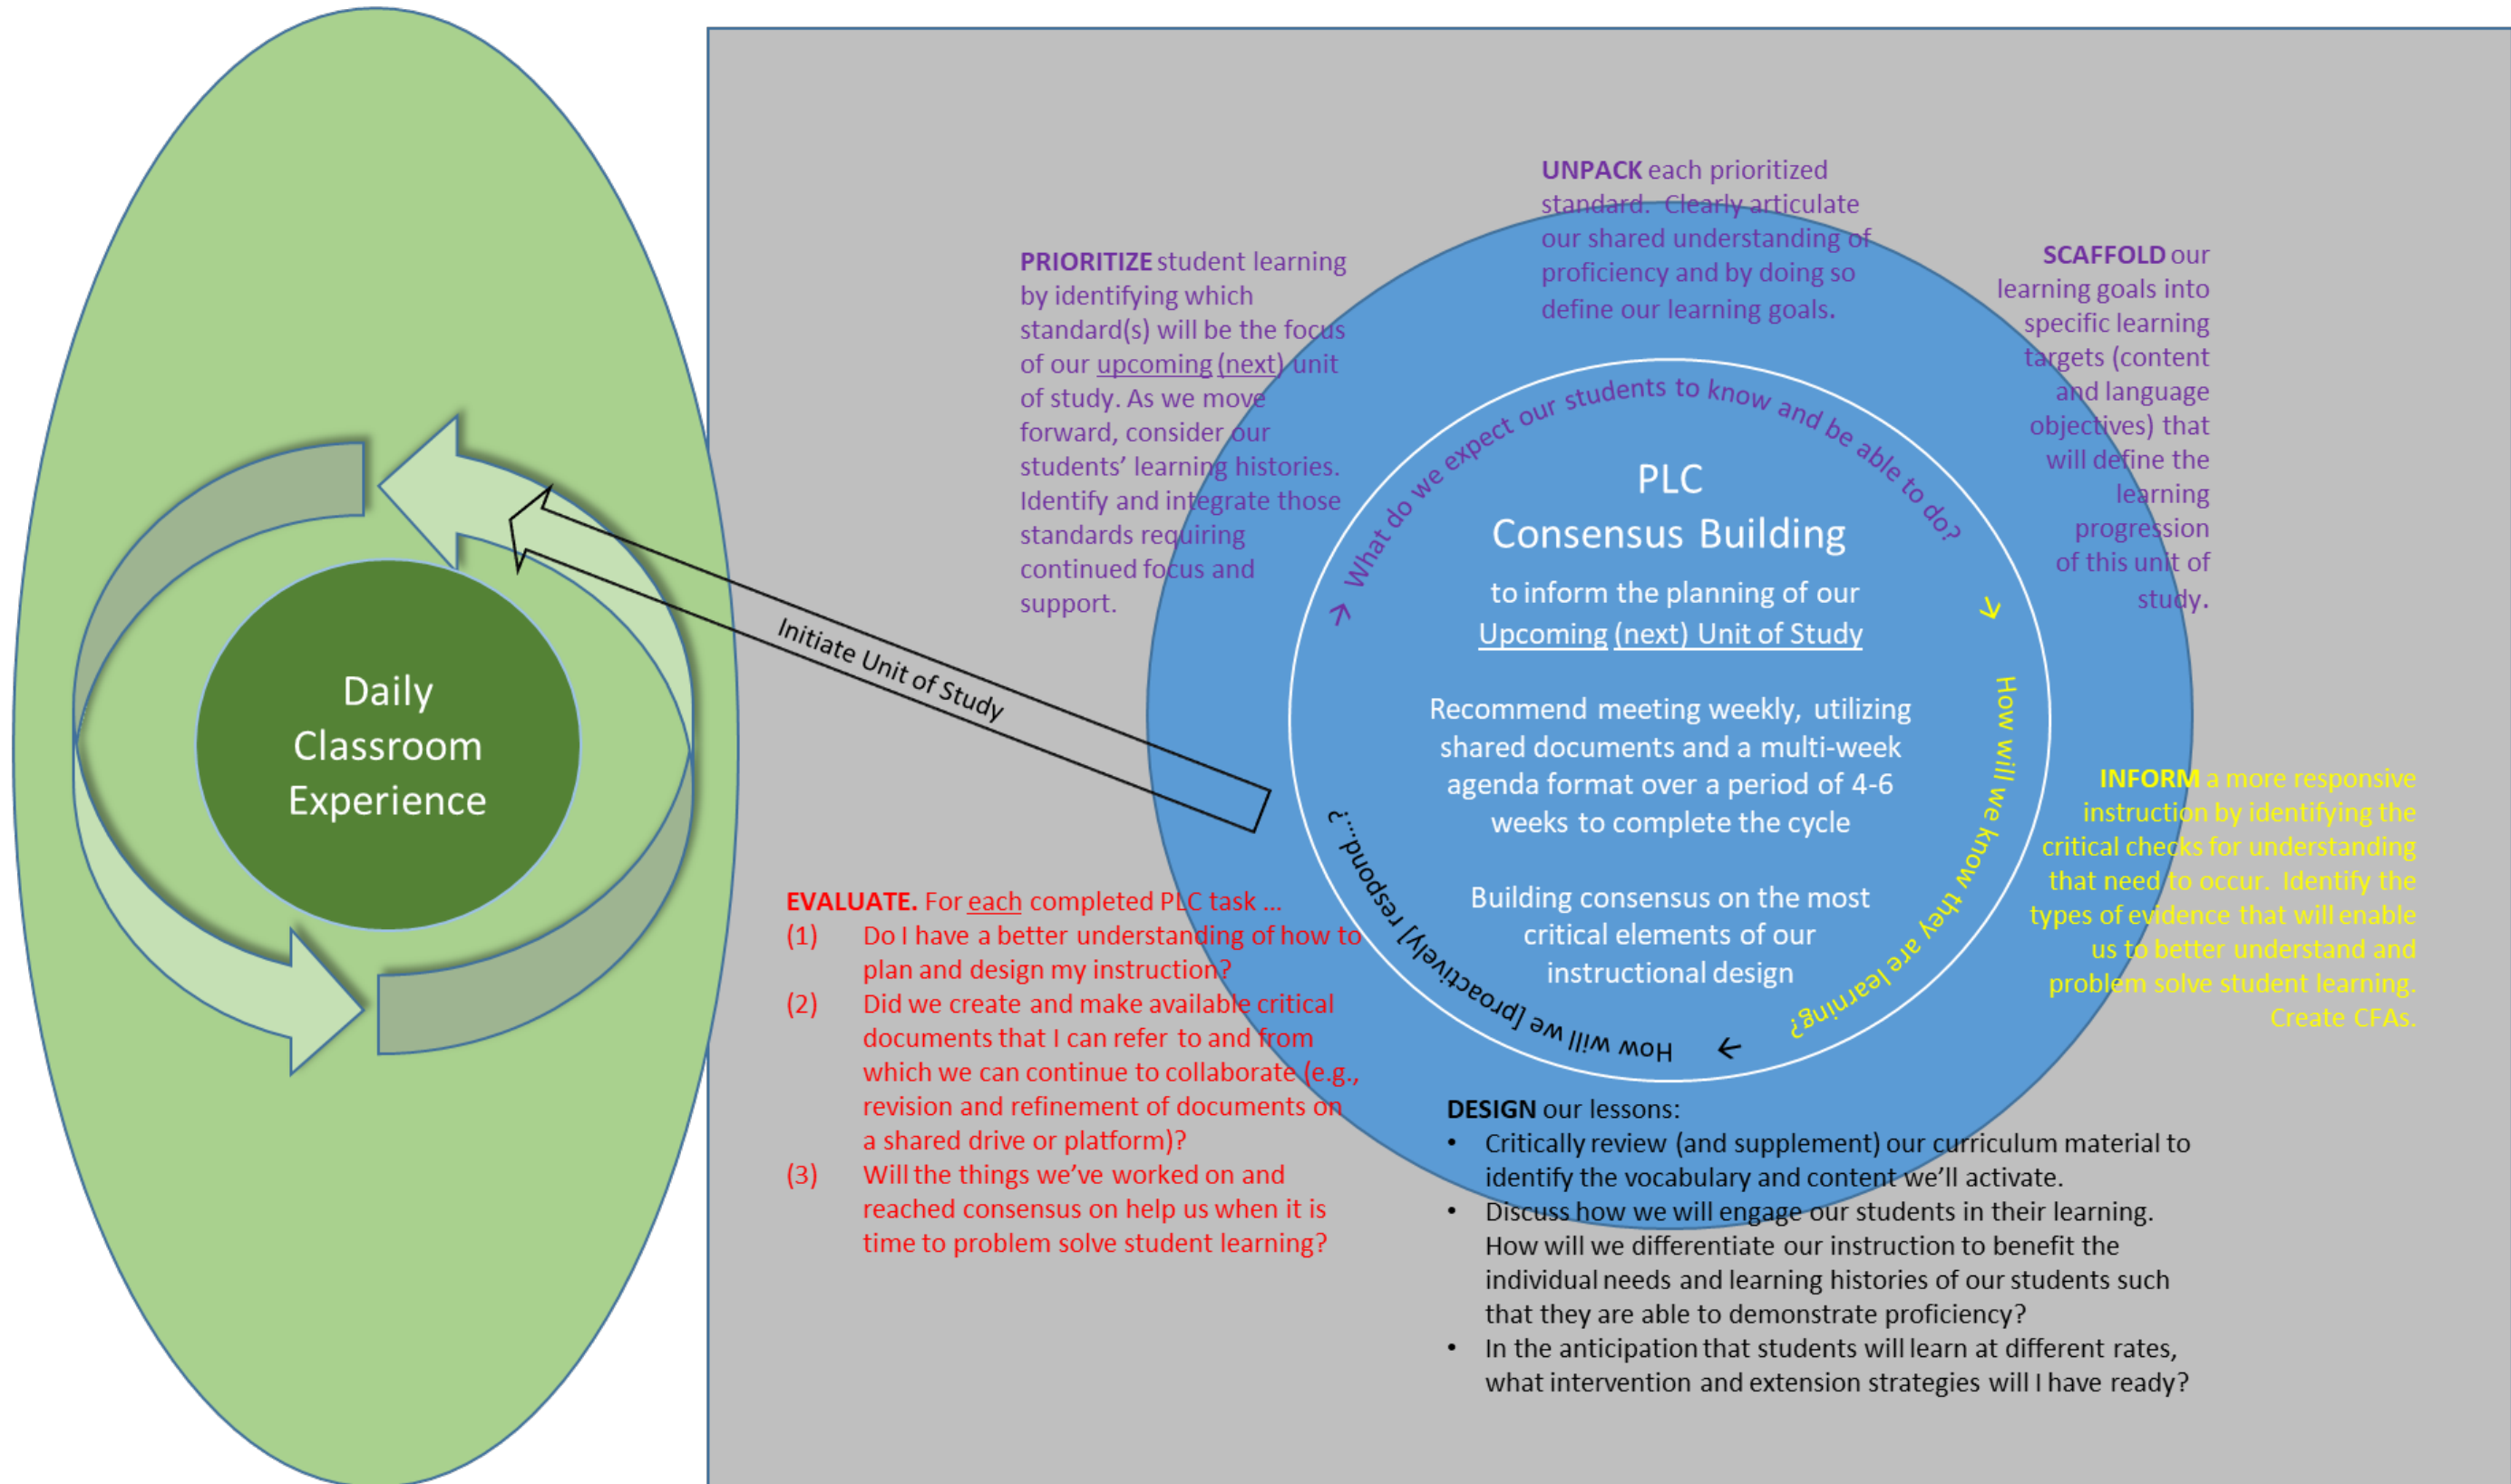 UNPACK each prioritized
standard. Clearly articulate
our shared understanding of
proficiency and by doing so
define our learning goals.
PRIORITIZE student learning
by identifying which
standard(s) will be the focus
of our upcoming (next) unit
of study. As we move
forward, consider our
students' learning histories.
Identify and integrate those
standards requiring
continued focus and
support.
SCAFFOLD our
learning goals into
specific learning
targets (content
and language
objectives) that
will define the
learning
progression
of this unit of
study.
→ What do we expect our students to know and be able to do?
→ How will we know they are learning?
→ How will we [proactively] respond...?
PLC
Consensus Building
to inform the planning of our
Upcoming (next) Unit of Study
Recommend meeting weekly, utilizing
shared documents and a multi-week
agenda format over a period of 4-6
weeks to complete the cycle
Building consensus on the most
critical elements of our
instructional design
Initiate Unit of Study
Daily
Classroom
Experience
INFORM a more responsive
instruction by identifying the
critical checks for understanding
that need to occur. Identify the
types of evidence that will enable
us to better understand and
problem solve student learning.
Create CFAs.
EVALUATE. For each completed PLC task ...
(1) Do I have a better understanding of how to
plan and design my instruction?
(2) Did we create and make available critical
documents that I can refer to and from
which we can continue to collaborate (e.g.,
revision and refinement of documents on
a shared drive or platform)?
(3) Will the things we've worked on and
reached consensus on help us when it is
time to problem solve student learning?
DESIGN our lessons:
• Critically review (and supplement) our curriculum material to
identify the vocabulary and content we'll activate.
• Discuss how we will engage our students in their learning.
How will we differentiate our instruction to benefit the
individual needs and learning histories of our students such
that they are able to demonstrate proficiency?
• In the anticipation that students will learn at different rates,
what intervention and extension strategies will I have ready?